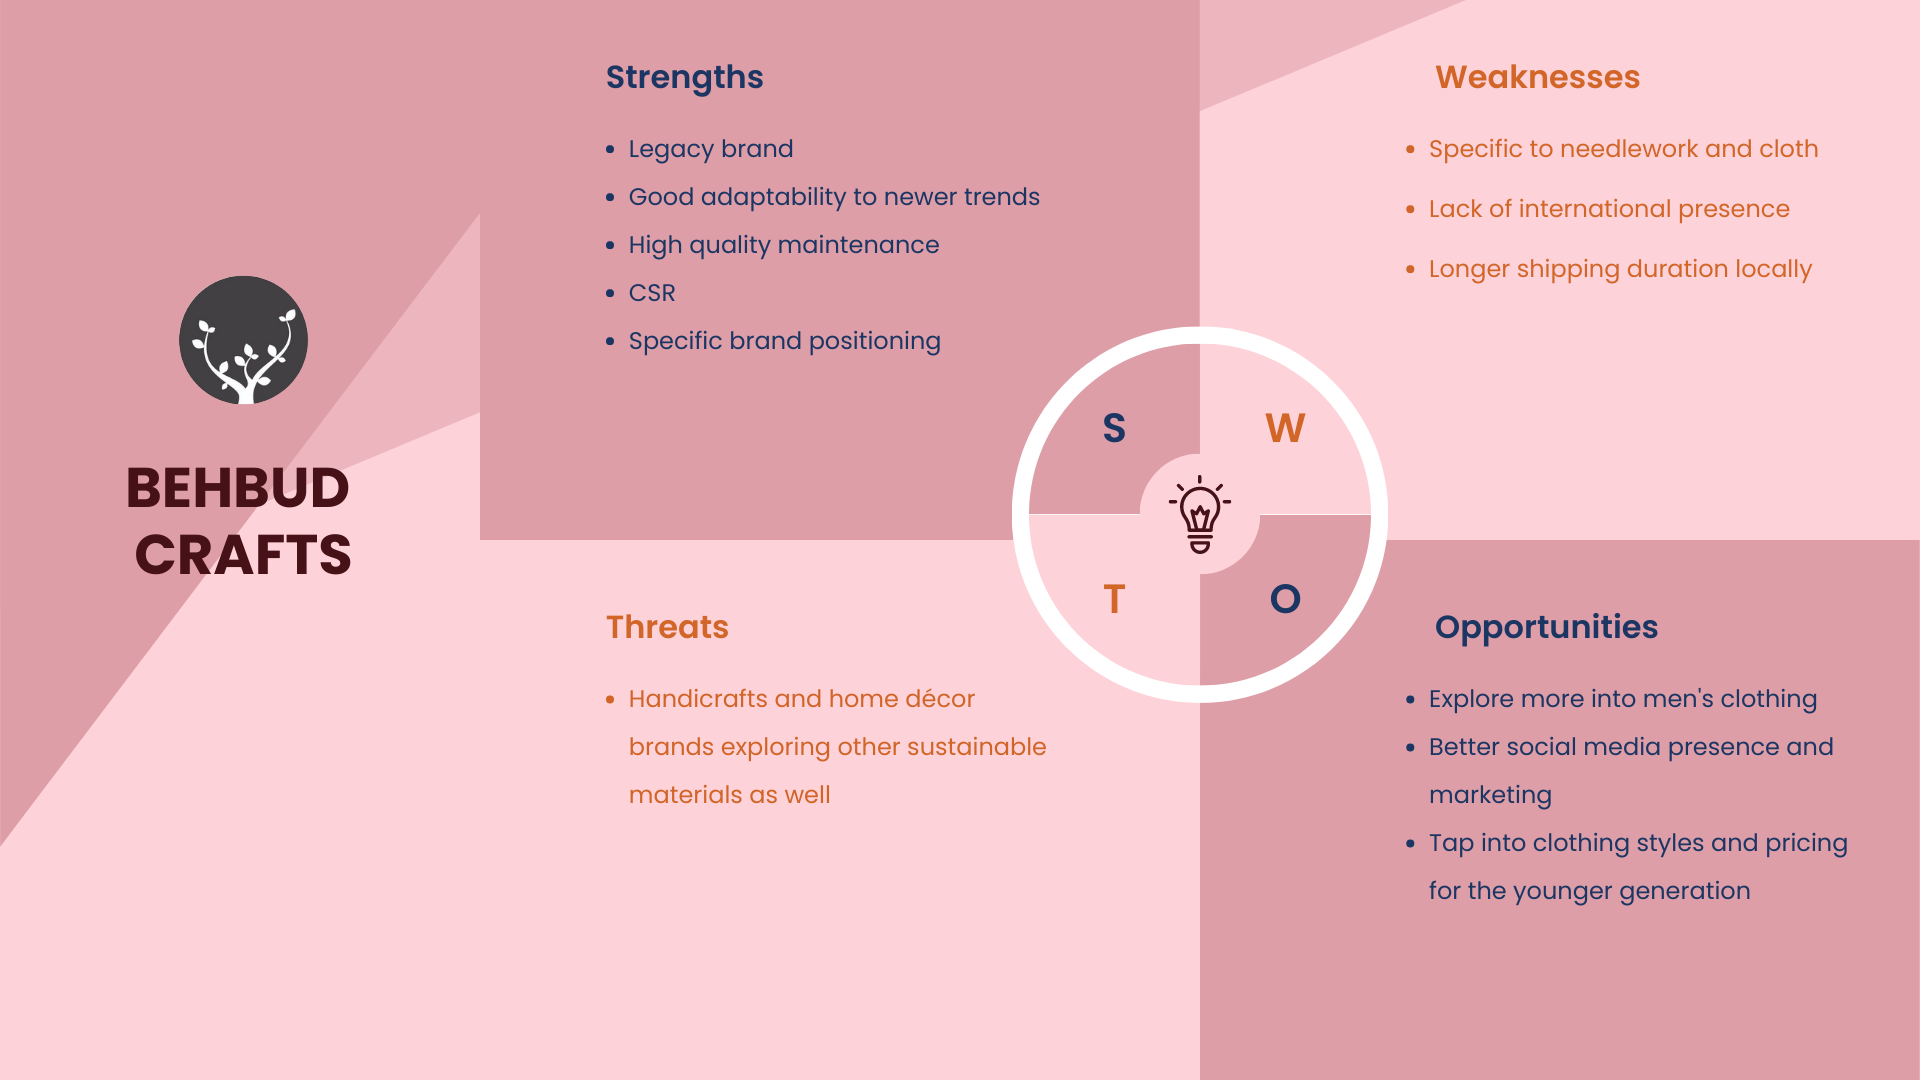 BEHBUD
CRAFTS
Strengths
• Legacy brand
• Good adaptability to newer trends
• High quality maintenance
• CSR
• Specific brand positioning
Weaknesses
• Specific to needlework and cloth
• Lack of international presence
• Longer shipping duration locally
S
W
T
O
Threats
• Handicrafts and home décor
brands exploring other sustainable
materials as well
Opportunities
• Explore more into men's clothing
• Better social media presence and
marketing
• Tap into clothing styles and pricing
for the younger generation